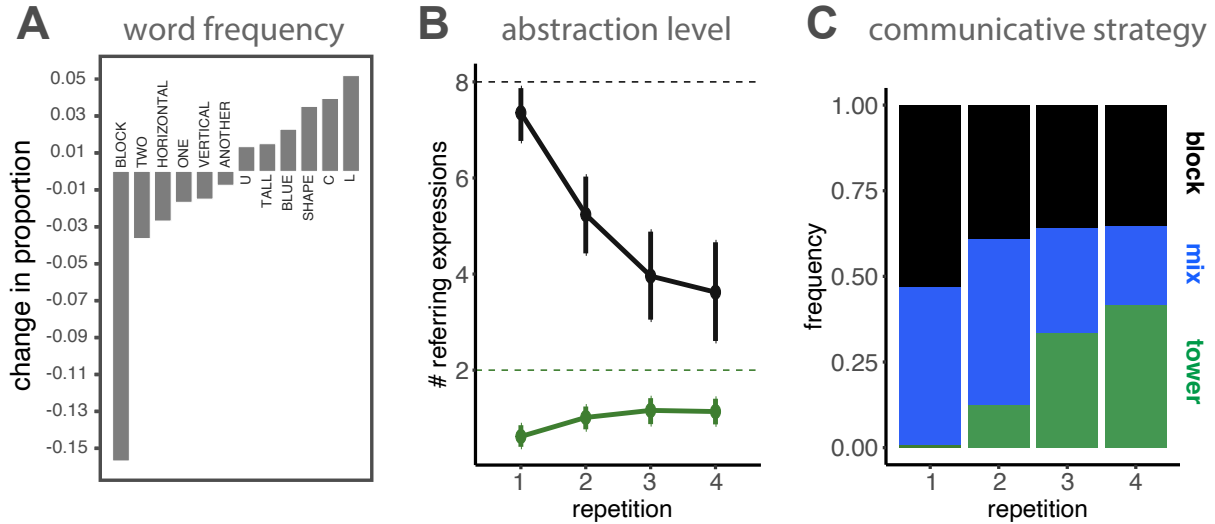 A word frequency
change in proportion
0.05
0.03
0.01
-0.01
-0.03
-0.05
-0.07
-0.09
-0.11
-0.13
-0.15
BLOCK
TWO
HORIZONTAL
ONE
VERTICAL
ANOTHER
U
TALL
BLUE
SHAPE
C
L
B abstraction level
# referring expressions
8
6
4
2
1 2 3 4
repetition
C communicative strategy
frequency
1.00
0.75
0.50
0.25
0.00
1 2 3 4
repetition
block
mix
tower